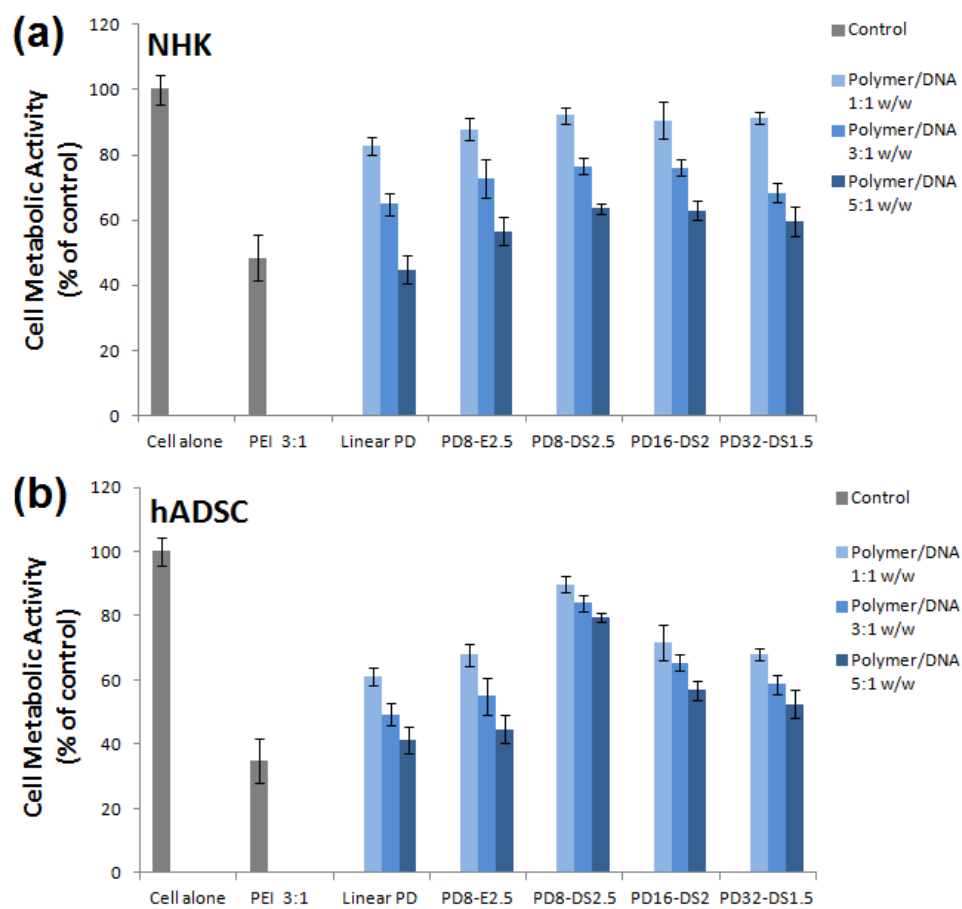 (a)
NHK
Cell Metabolic Activity
(% of control)
120
100
80
60
40
20
0
Cell alone
PEI 3:1
Linear PD
PD8-E2.5
PD8-DS2.5
PD16-DS2
PD32-DS1.5
Control
Polymer/DNA
1:1 w/w
Polymer/DNA
3:1 w/w
Polymer/DNA
5:1 w/w
(b)
hADSC
Cell Metabolic Activity
(% of control)
120
100
80
60
40
20
0
Cell alone
PEI 3:1
Linear PD
PD8-E2.5
PD8-DS2.5
PD16-DS2
PD32-DS1.5
Control
Polymer/DNA
1:1 w/w
Polymer/DNA
3:1 w/w
Polymer/DNA
5:1 w/w